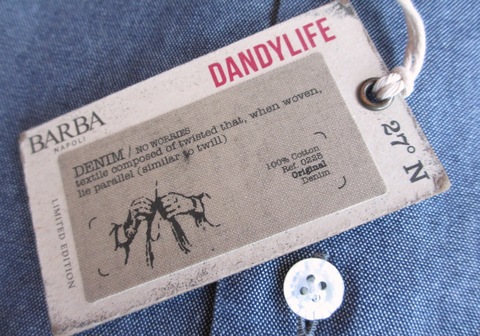 DANDYLIFE
BARBA
NAPOLI
DENIM / NO WORRIES
textile composed of twisted that, when woven,
lie parallel (similar to twill)
100% Cotton
Ref. 0225
Original
Denim
27° N
LIMITED EDITION